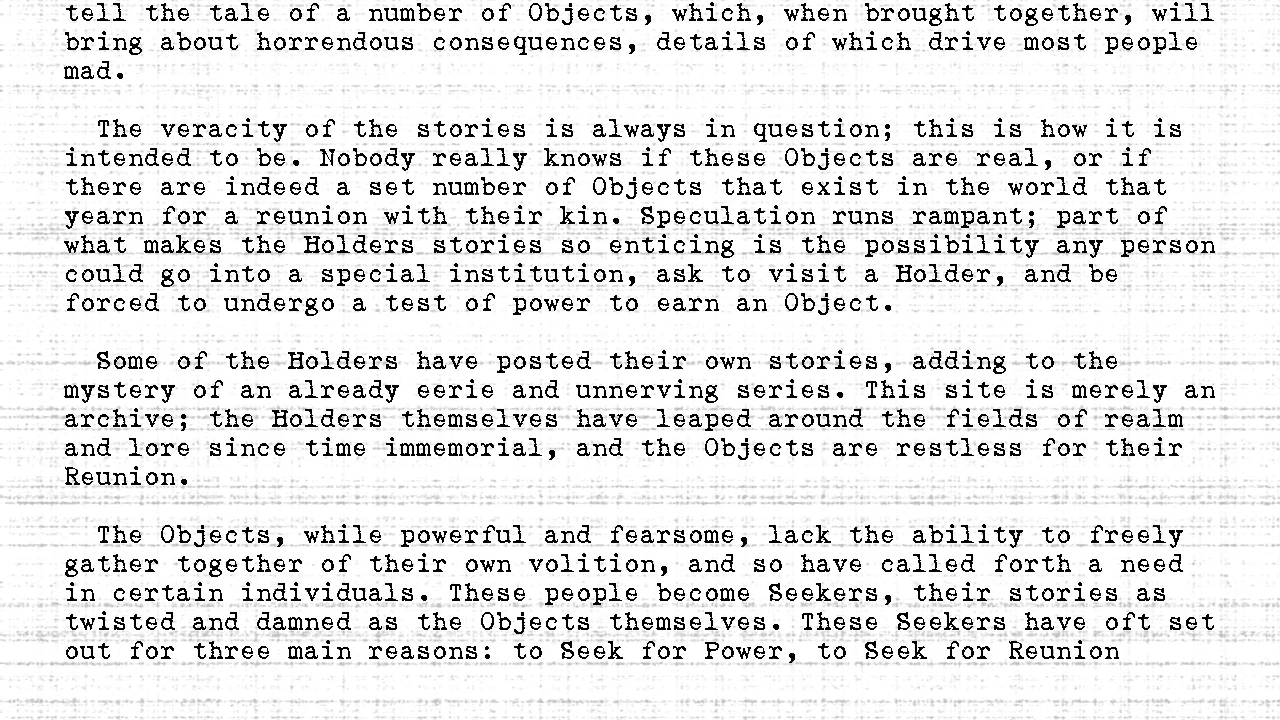 tell the tale of a number of Objects, which, when brought together, will
bring about horrendous consequences, details of which drive most people
mad.
The veracity of the stories is always in question; this is how it is
intended to be. Nobody really knows if these Objects are real, or if
there are indeed a set number of Objects that exist in the world that
yearn for a reunion with their kin. Speculation runs rampant; part of
what makes the Holders stories so enticing is the possibility any person
could go into a special institution, ask to visit a Holder, and be
forced to undergo a test of power to earn an Object.
Some of the Holders have posted their own stories, adding to the
mystery of an already eerie and unnerving series. This site is merely an
archive; the Holders themselves have leaped around the fields of realm
and lore since time immemorial, and the Objects are restless for their
Reunion.
The Objects, while powerful and fearsome, lack the ability to freely
gather together of their own volition, and so have called forth a need
in certain individuals. These people become Seekers, their stories as
twisted and damned as the Objects themselves. These Seekers have oft set
out for three main reasons: to Seek for Power, to Seek for Reunion